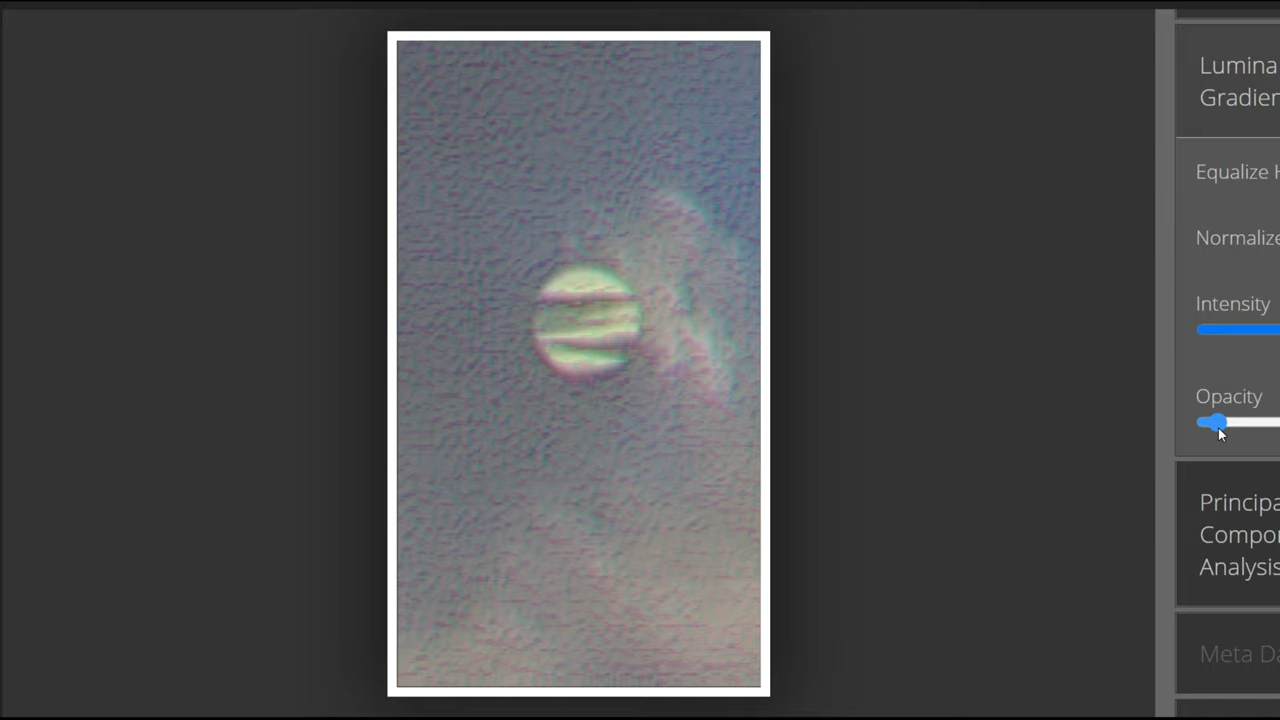 Lumina
Gradier
Equalize H
Normalize
Intensity
Opacity
Principa
Compor
Analysis
Meta Da